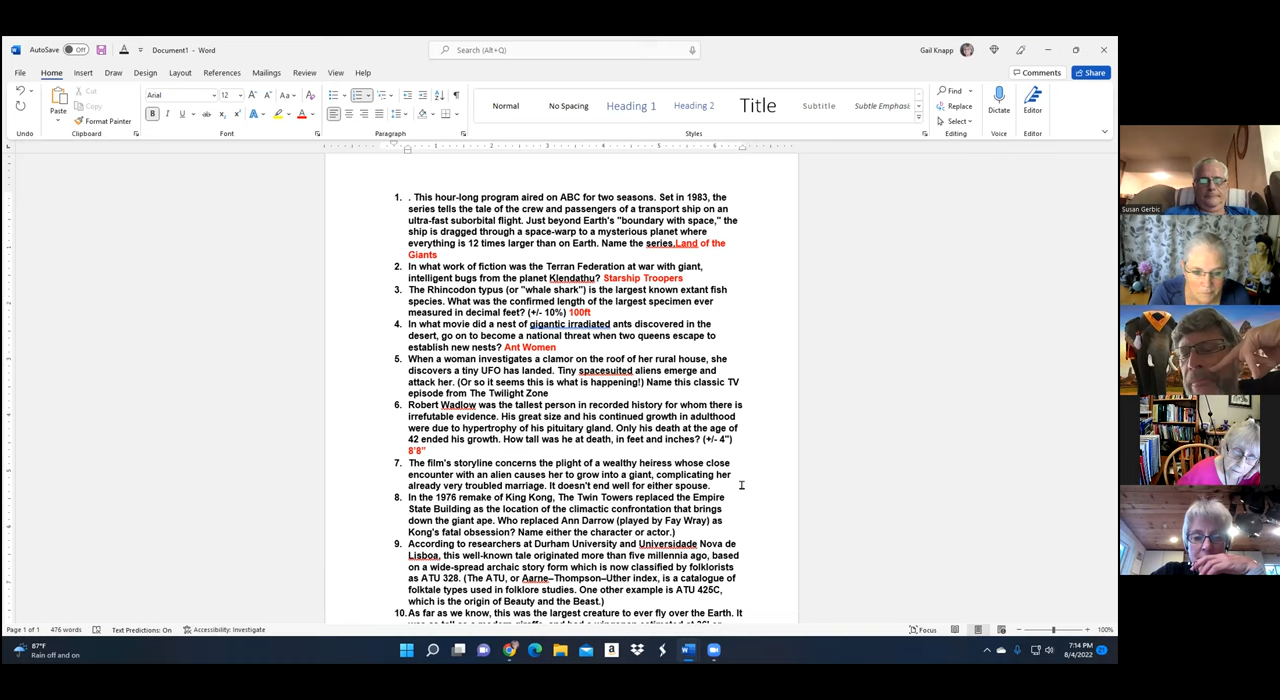 AutoSave Off Document1 - Word Search (Alt+Q) Gail Knapp
File Home Insert Draw Design Layout References Mailings Review View Help Comments Share
Paste Cut Copy Format Painter Arial 12 Normal No Spacing Heading 1 Heading 2 Title Subtitle Subtle Emphasis Find Replace Select Dictate Editor
Undo Clipboard Font Paragraph Styles Editing Voice Editor
1. . This hour-long program aired on ABC for two seasons. Set in 1983, the
series tells the tale of the crew and passengers of a transport ship on an
ultra-fast suborbital flight. Just beyond Earth's "boundary with space," the
ship is dragged through a space-warp to a mysterious planet where
everything is 12 times larger than on Earth. Name the series.Land of the
Giants
2. In what work of fiction was the Terran Federation at war with giant,
intelligent bugs from the planet Klendathu? Starship Troopers
3. The Rhincodon typus (or "whale shark") is the largest known extant fish
species. What was the confirmed length of the largest specimen ever
measured in decimal feet? (+/- 10%) 100ft
4. In what movie did a nest of gigantic irradiated ants discovered in the
desert, go on to become a national threat when two queens escape to
establish new nests? Ant Women
5. When a woman investigates a clamor on the roof of her rural house, she
discovers a tiny UFO has landed. Tiny spacesuited aliens emerge and
attack her. (Or so it seems this is what is happening!) Name this classic TV
episode from The Twilight Zone
6. Robert Wadlow was the tallest person in recorded history for whom there is
irrefutable evidence. His great size and his continued growth in adulthood
were due to hypertrophy of his pituitary gland. Only his death at the age of
42 ended his growth. How tall was he at death, in feet and inches? (+/- 4")
8'8"
7. The film's storyline concerns the plight of a wealthy heiress whose close
encounter with an alien causes her to grow into a giant, complicating her
already very troubled marriage. It doesn't end well for either spouse.
8. In the 1976 remake of King Kong, The Twin Towers replaced the Empire
State Building as the location of the climactic confrontation that brings
down the giant ape. Who replaced Ann Darrow (played by Fay Wray) as
Kong's fatal obsession? Name either the character or actor.)
9. According to researchers at Durham University and Universidade Nova de
Lisboa, this well-known tale originated more than five millennia ago, based
on a wide-spread archaic story form which is now classified by folklorists
as ATU 328. (The ATU, or Aarne–Thompson–Uther index, is a catalogue of
folktale types used in folklore studies. One other example is ATU 425C,
which is the origin of Beauty and the Beast.)
10. As far as we know, this was the largest creature to ever fly over the Earth. It
Susan Gerbic
Page 1 of 1 476 words Text Predictions: On Accessibility: Investigate Focus 100%
87°F
Rain off and on
7:14 PM
8/4/2022